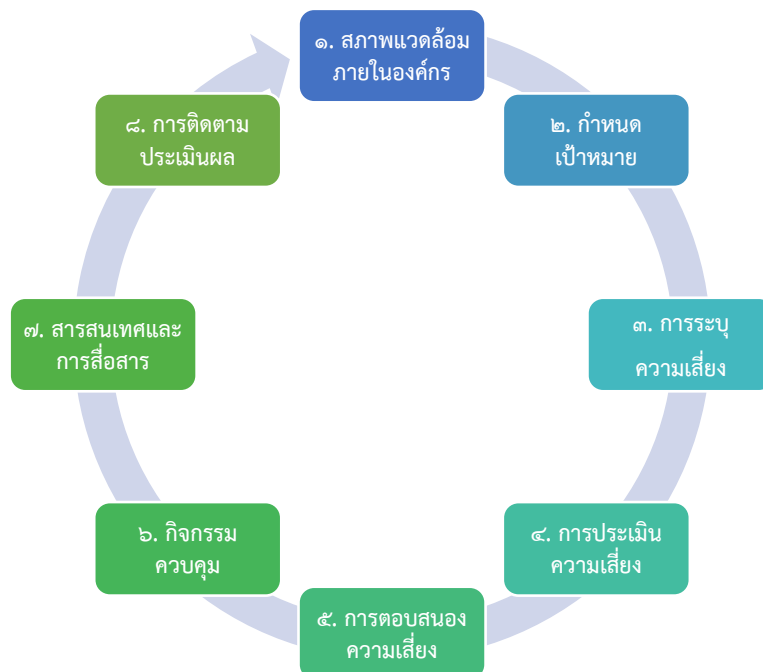 ๑. สภาพแวดล้อม
ภายในองค์กร
๒. กำหนด
เป้าหมาย
๓. การระบุ
ความเสี่ยง
๔. การประเมิน
ความเสี่ยง
๕. การตอบสนอง
ความเสี่ยง
๖. กิจกรรม
ควบคุม
๗. สารสนเทศและ
การสื่อสาร
๘. การติดตาม
ประเมินผล